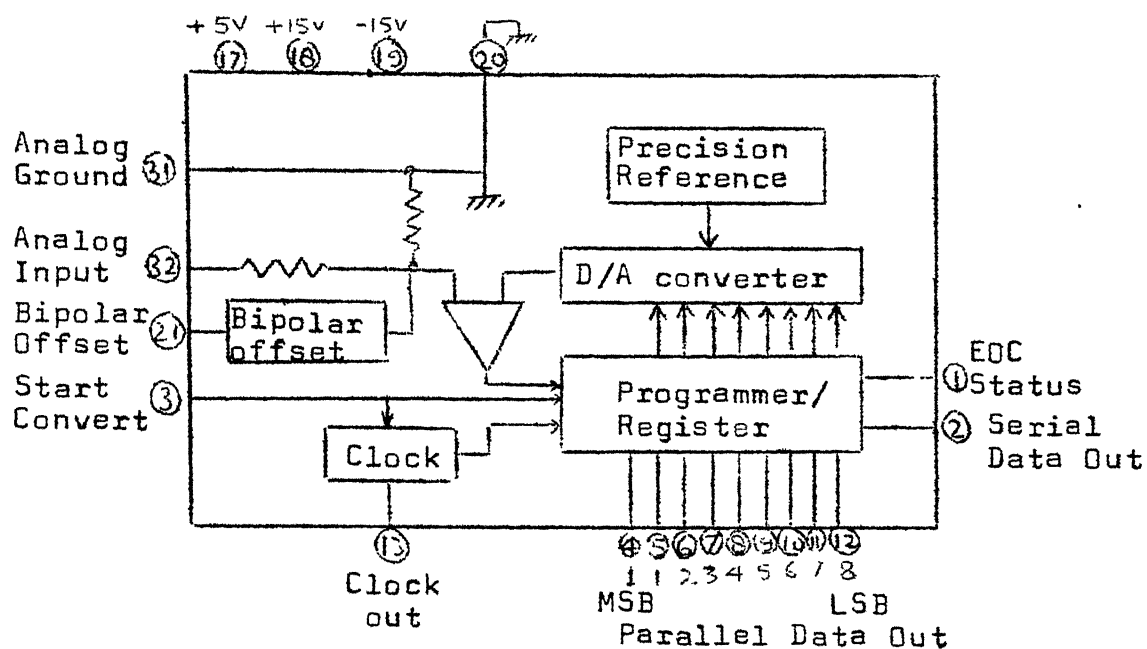 +5V +15V -15V
17 18 19 20
Analog
Ground 31
Precision
Reference
Analog
Input 32
D/A converter
Bipolar
Offset 21
Bipolar
offset
Start
Convert 3
Programmer/
Register
1 EOC
Status
2 Serial
Data Out
Clock
13
Clock
out
4 5 6 7 8 9 10 11 12
1 1 2 3 4 5 6 7 8
MSB LSB
Parallel Data Out